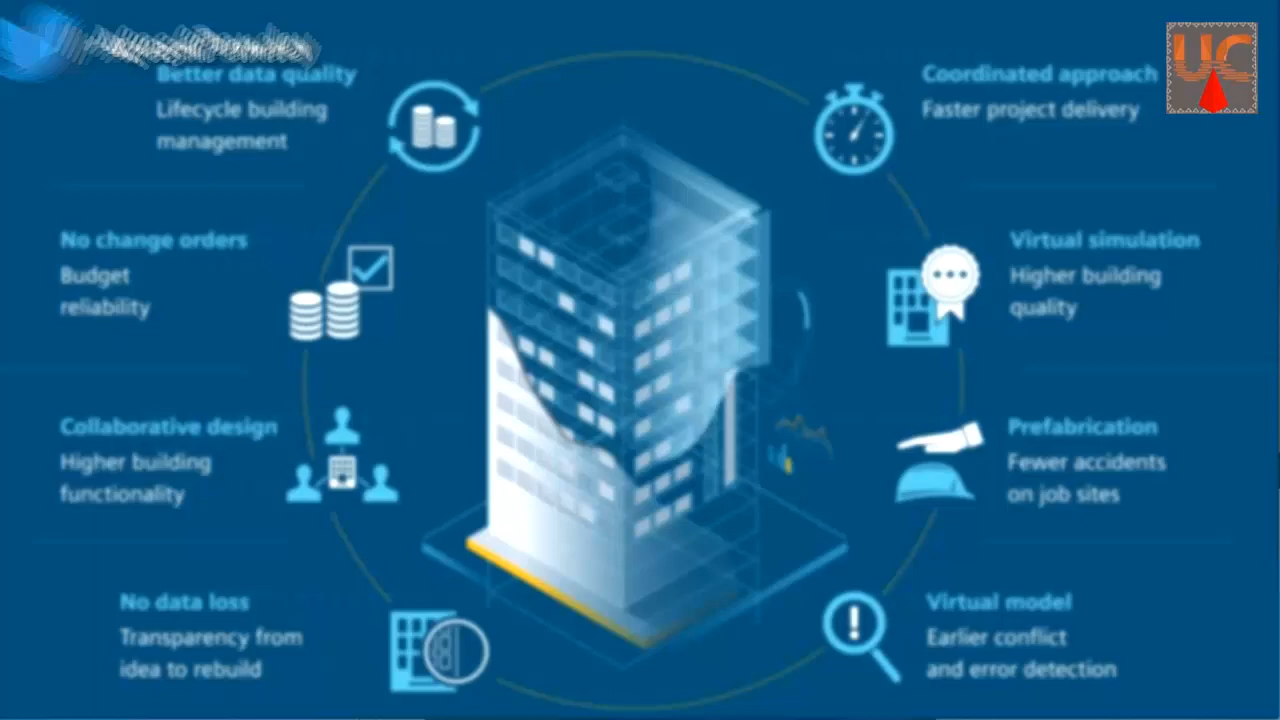 Better data quality
Lifecycle building
management
No change orders
Budget
reliability
Collaborative design
Higher building
functionality
No data loss
Transparency from
idea to rebuild
UC
Coordinated approach
Faster project delivery
Virtual simulation
Higher building
quality
Prefabrication
Fewer accidents
on job sites
Virtual model
Earlier conflict
and error detection